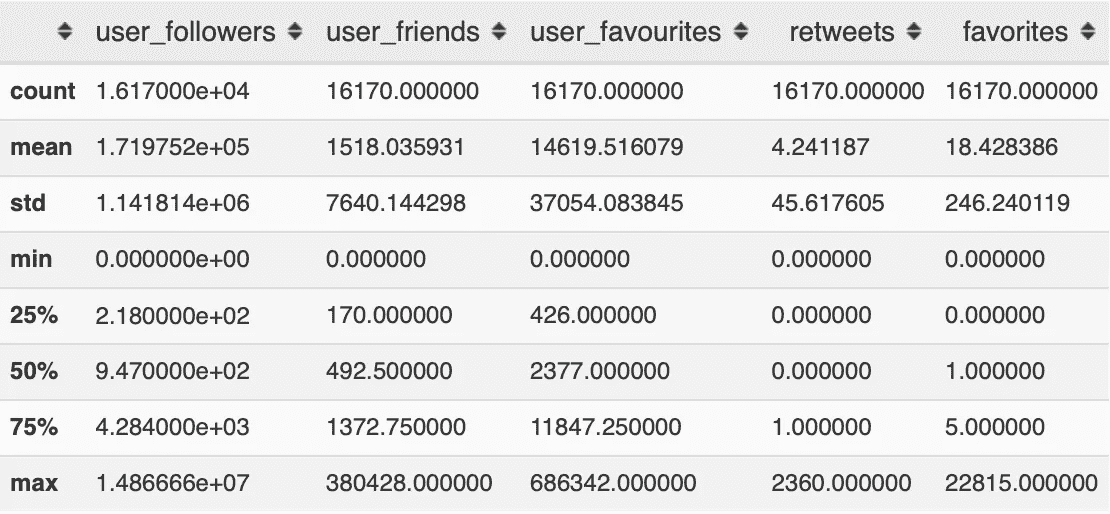 user_followers user_friends user_favourites retweets favorites
count 1.617000e+04 16170.000000 16170.000000 16170.000000 16170.000000
mean 1.719752e+05 1518.035931 14619.516079 4.241187 18.428386
std 1.141814e+06 7640.144298 37054.083845 45.617605 246.240119
min 0.000000e+00 0.000000 0.000000 0.000000 0.000000
25% 2.180000e+02 170.000000 426.000000 0.000000 0.000000
50% 9.470000e+02 492.500000 2377.000000 0.000000 1.000000
75% 4.284000e+03 1372.750000 11847.250000 1.000000 5.000000
max 1.486666e+07 380428.000000 686342.000000 2360.000000 22815.000000